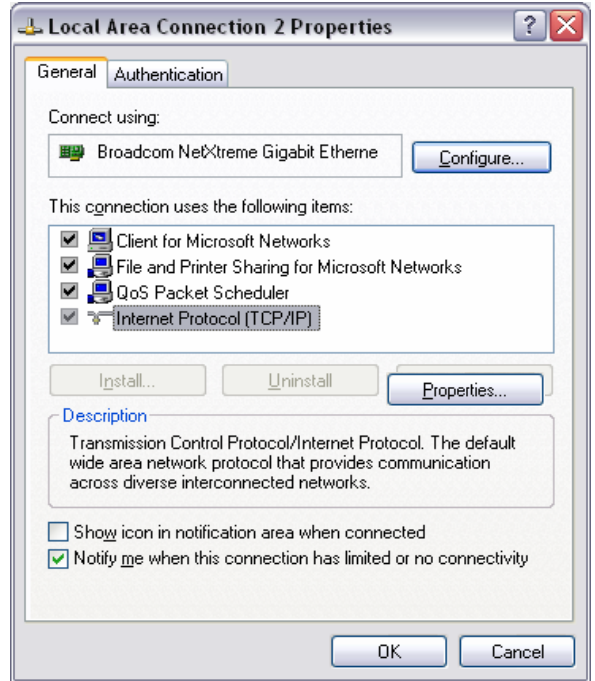 Local Area Connection 2 Properties
General
Authentication
Connect using:
Broadcom NetXtreme Gigabit Etherne
Configure...
This connection uses the following items:
Client for Microsoft Networks
File and Printer Sharing for Microsoft Networks
QoS Packet Scheduler
Internet Protocol (TCP/IP)
Install...
Uninstall
Properties...
Description
Transmission Control Protocol/Internet Protocol. The default
wide area network protocol that provides communication
across diverse interconnected networks.
Show icon in notification area when connected
Notify me when this connection has limited or no connectivity
OK
Cancel